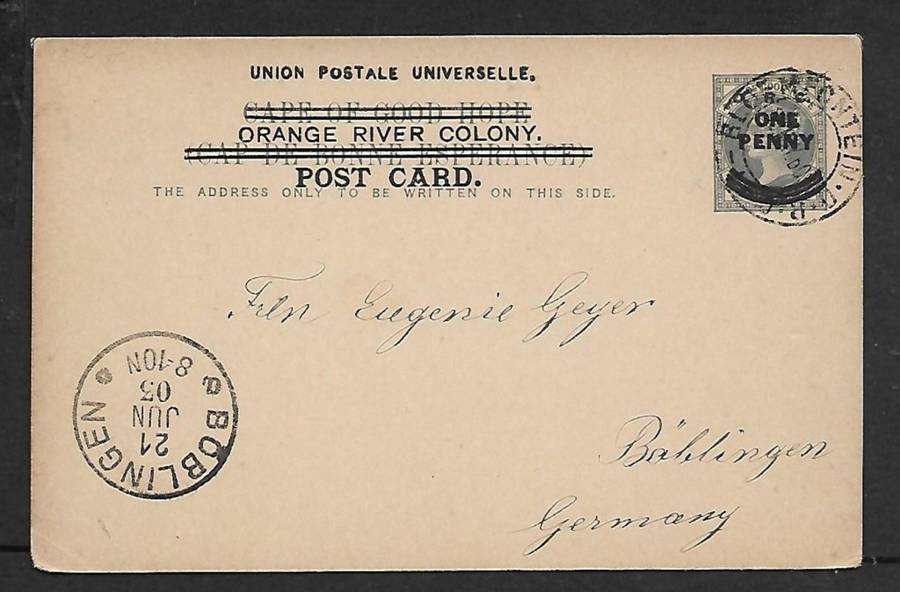 UNION POSTALE UNIVERSELLE.
CAPE OF GOOD HOPE
ORANGE RIVER COLONY.
(CAP DE BONNE ESPERANCE)
POST CARD.
THE ADDRESS ONLY TO BE WRITTEN ON THIS SIDE.
ONE
PENNY
Frln Eugenie Geyer
Böblingen
Germany
BÖBLINGEN
21
JUN
03
8-10N